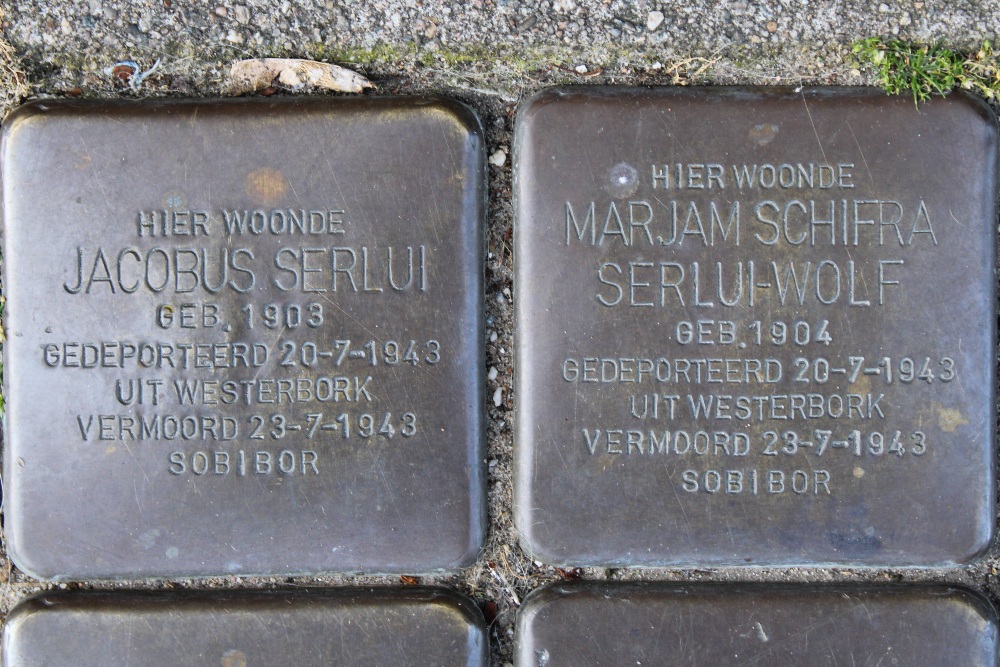 HIER WOONDE
JACOBUS SERLUI
GEB. 1903
GEDEPORTEERD 20-7-1943
UIT WESTERBORK
VERMOORD 23-7-1943
SOBIBOR
HIER WOONDE
MARJAM SCHIFRA
SERLUI-WOLF
GEB. 1904
GEDEPORTEERD 20-7-1943
UIT WESTERBORK
VERMOORD 23-7-1943
SOBIBOR